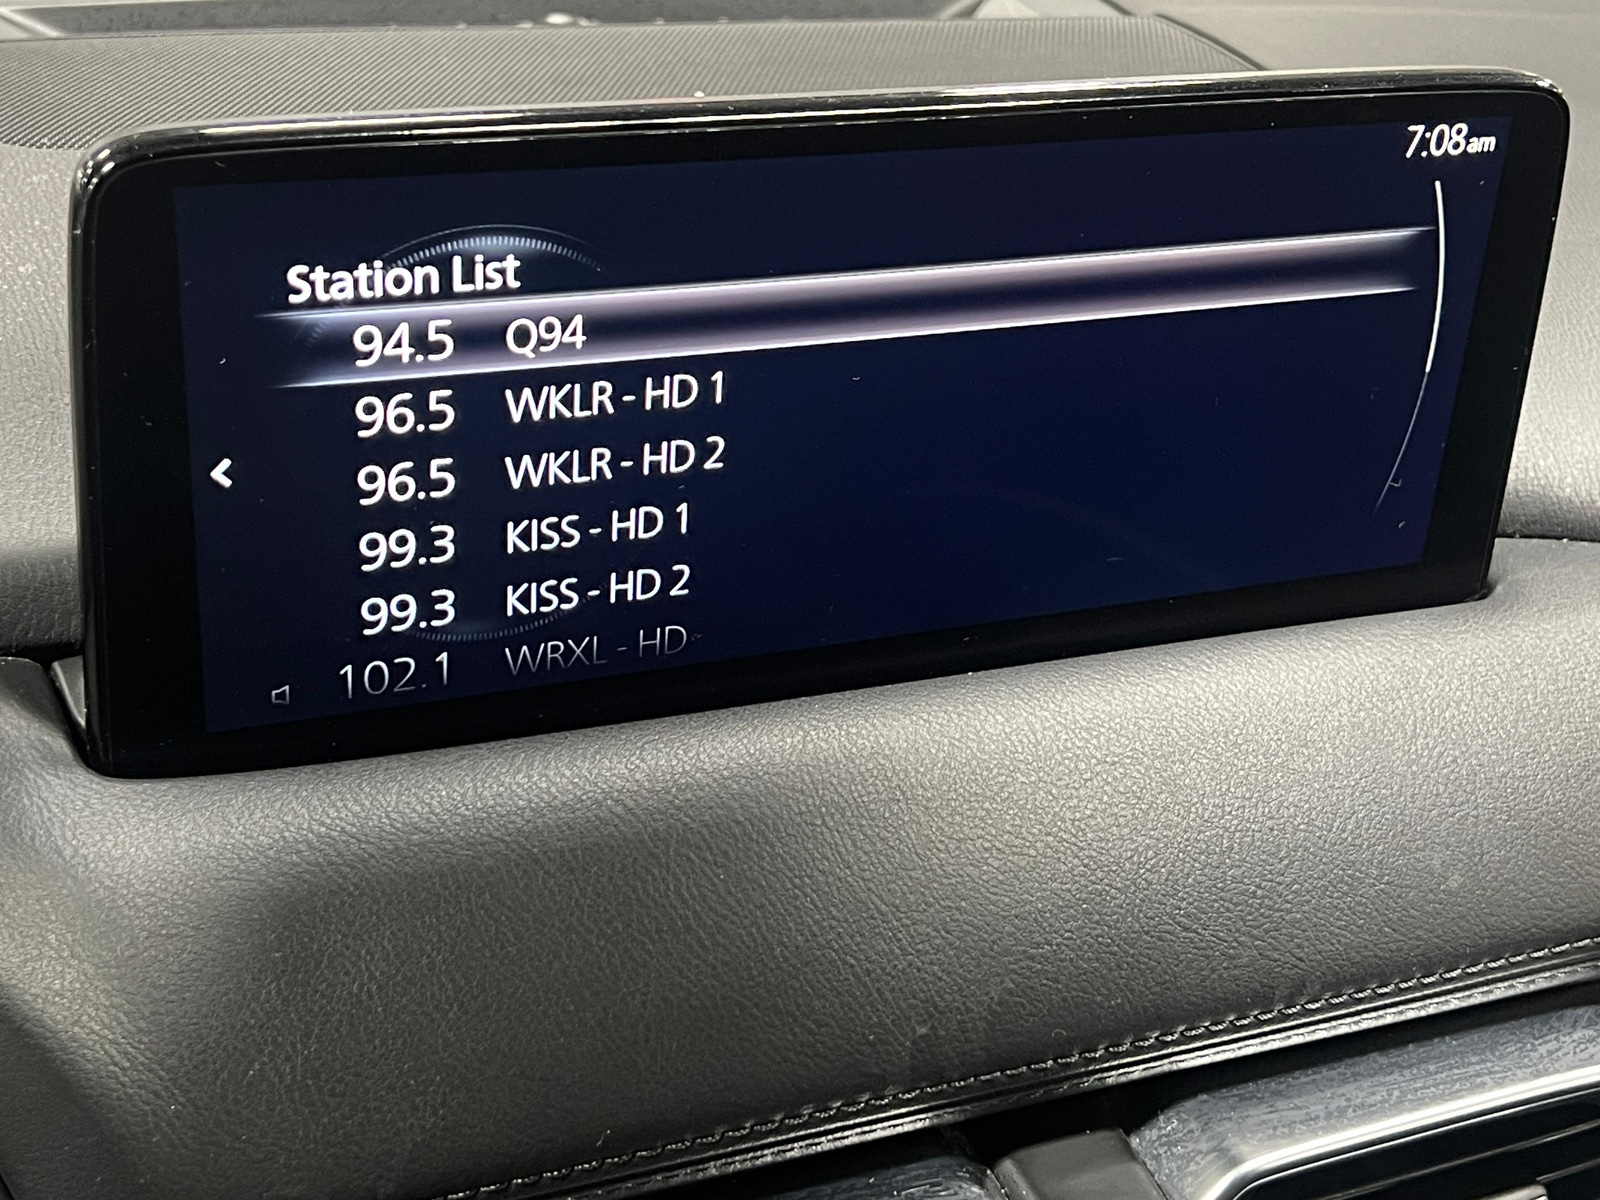 7:08am
Station List
94.5 Q94
96.5 WKLR - HD 1
96.5 WKLR - HD 2
99.3 KISS - HD 1
99.3 KISS - HD 2
102.1 WRXL - HD